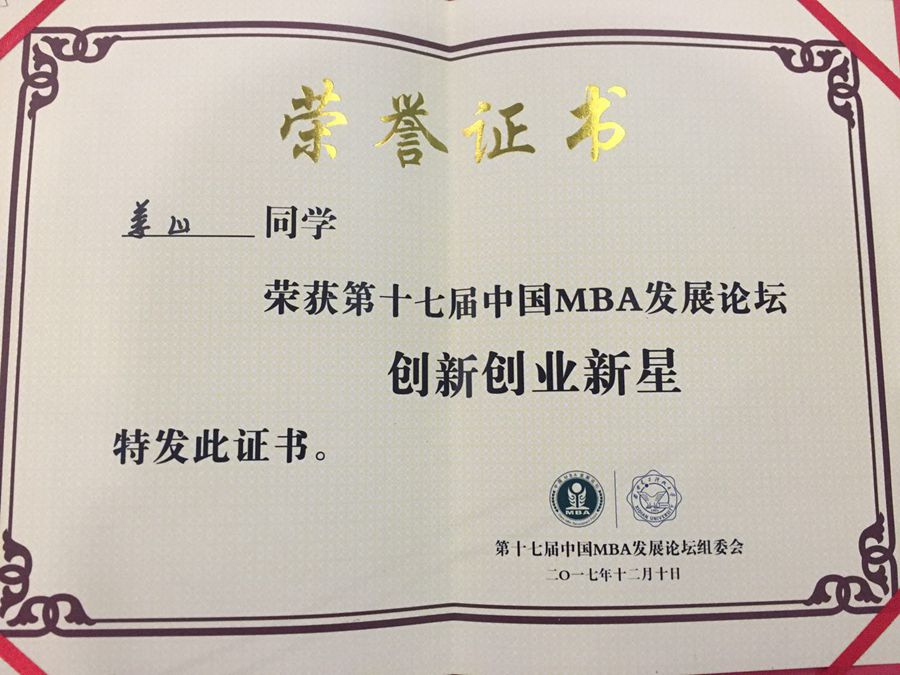 荣誉证书
山 同学
荣获第十七届中国MBA发展论坛
创新创业新星
特发此证书。
MBA
XIDIAN UNIVERSITY
第十七届中国MBA发展论坛组委会
二〇一七年十二月十日